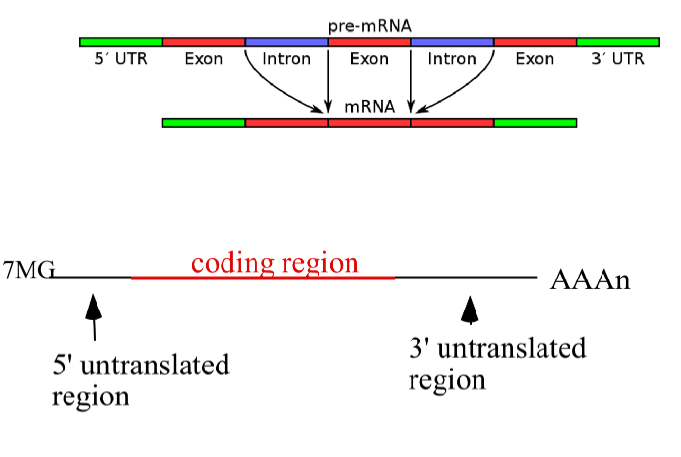 pre-mRNA
5´ UTR Exon Intron Exon Intron Exon 3´ UTR
mRNA
7MG coding region AAAn
5' untranslated
region
3' untranslated
region